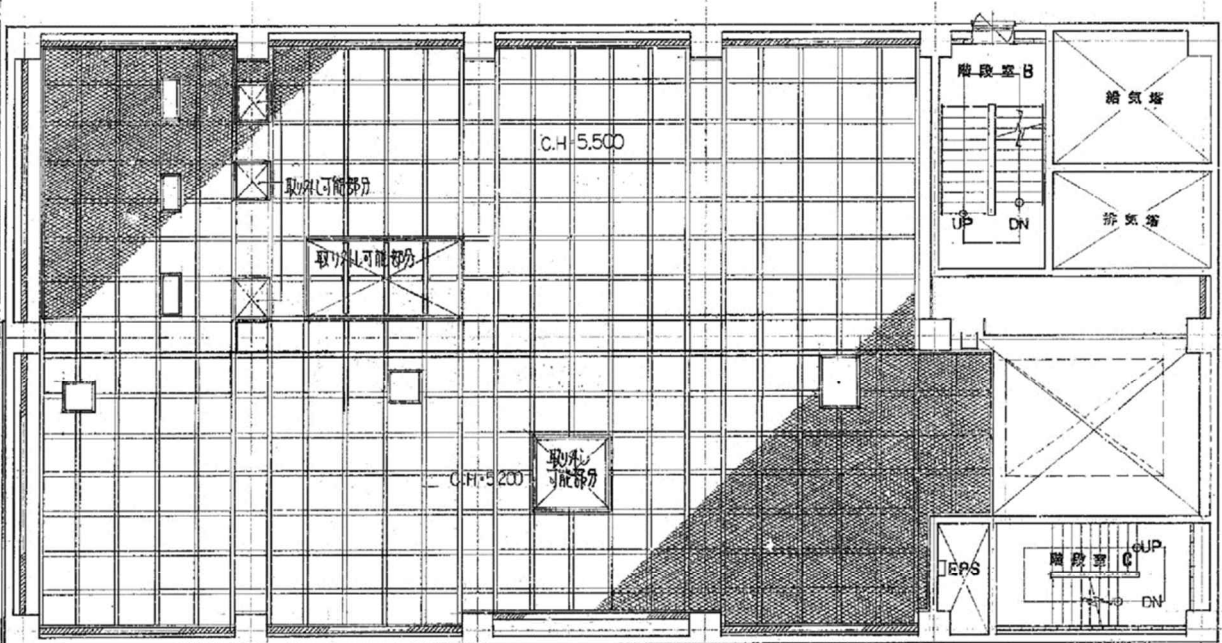 階段室 B
給気塔
C.H=5,500
取り外し可能部分
排気塔
UP
DN
取り外し可能部分
取り外し
可能部分
C.H=5,200
EPS
階段室 C
UP
DN